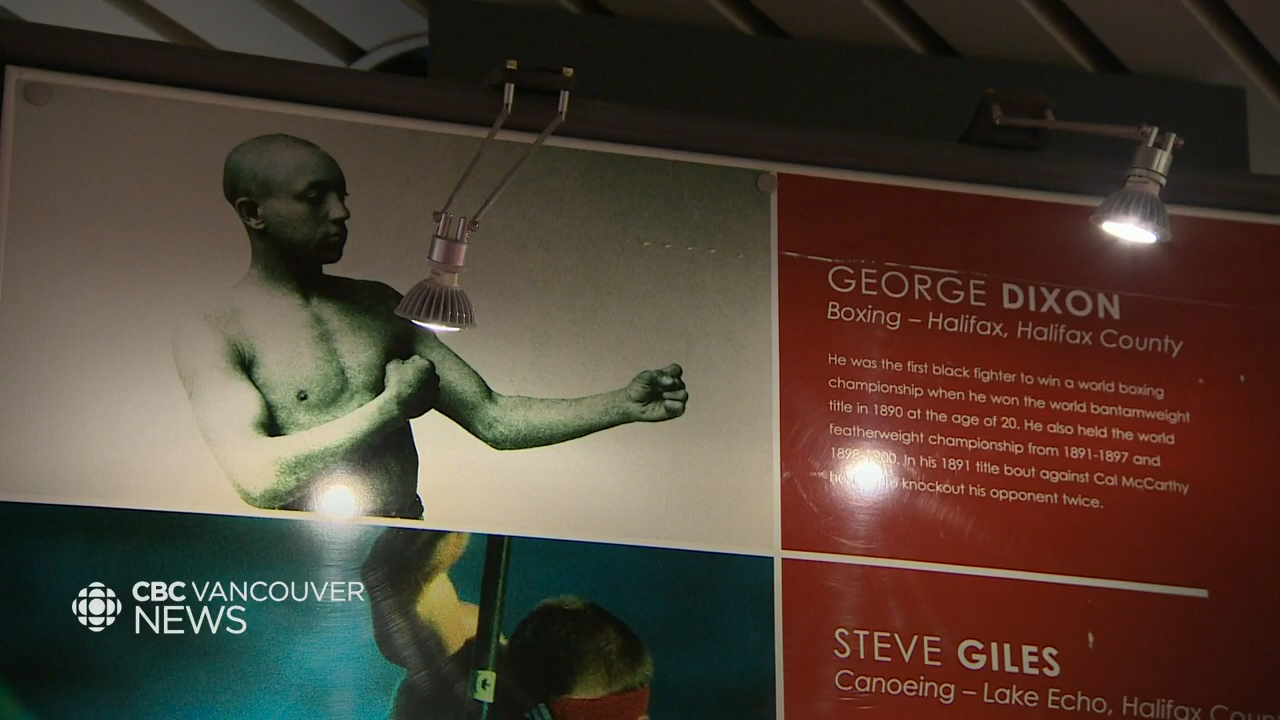 GEORGE DIXON
Boxing – Halifax, Halifax County
He was the first black fighter to win a world boxing
championship when he won the world bantamweight
title in 1890 at the age of 20. He also held the world
featherweight championship from 1891-1897 and
In his 1891 title bout against Cal McCarthy
knockout his opponent twice.
STEVE GILES
Canoeing – Lake Echo, Halifax
CBC VANCOUVER
NEWS